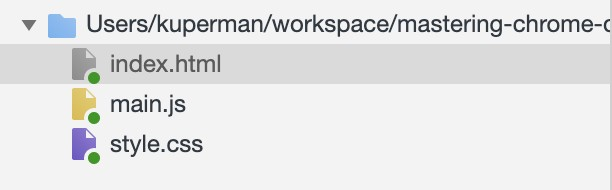 Users/kuperman/workspace/mastering-chrome-
index.html
main.js
style.css